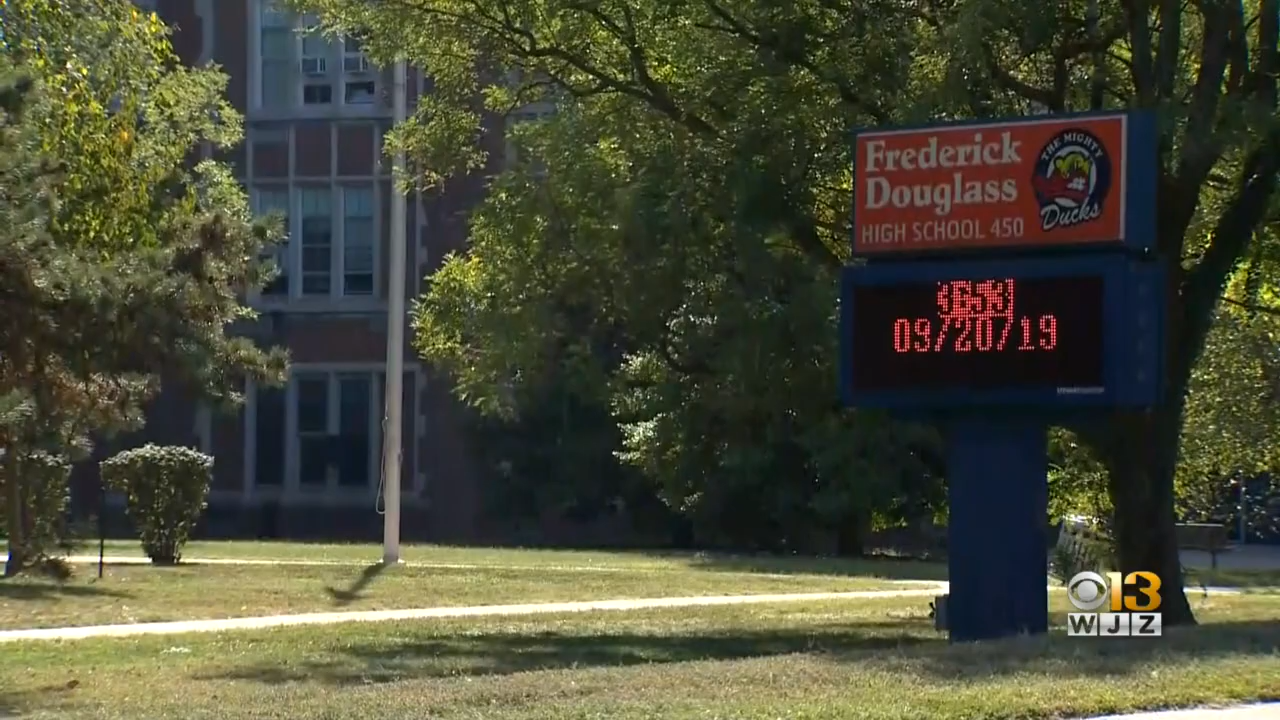 Frederick
Douglass
HIGH SCHOOL 450
THE MIGHTY
Ducks
09/20/19
13
WJZ